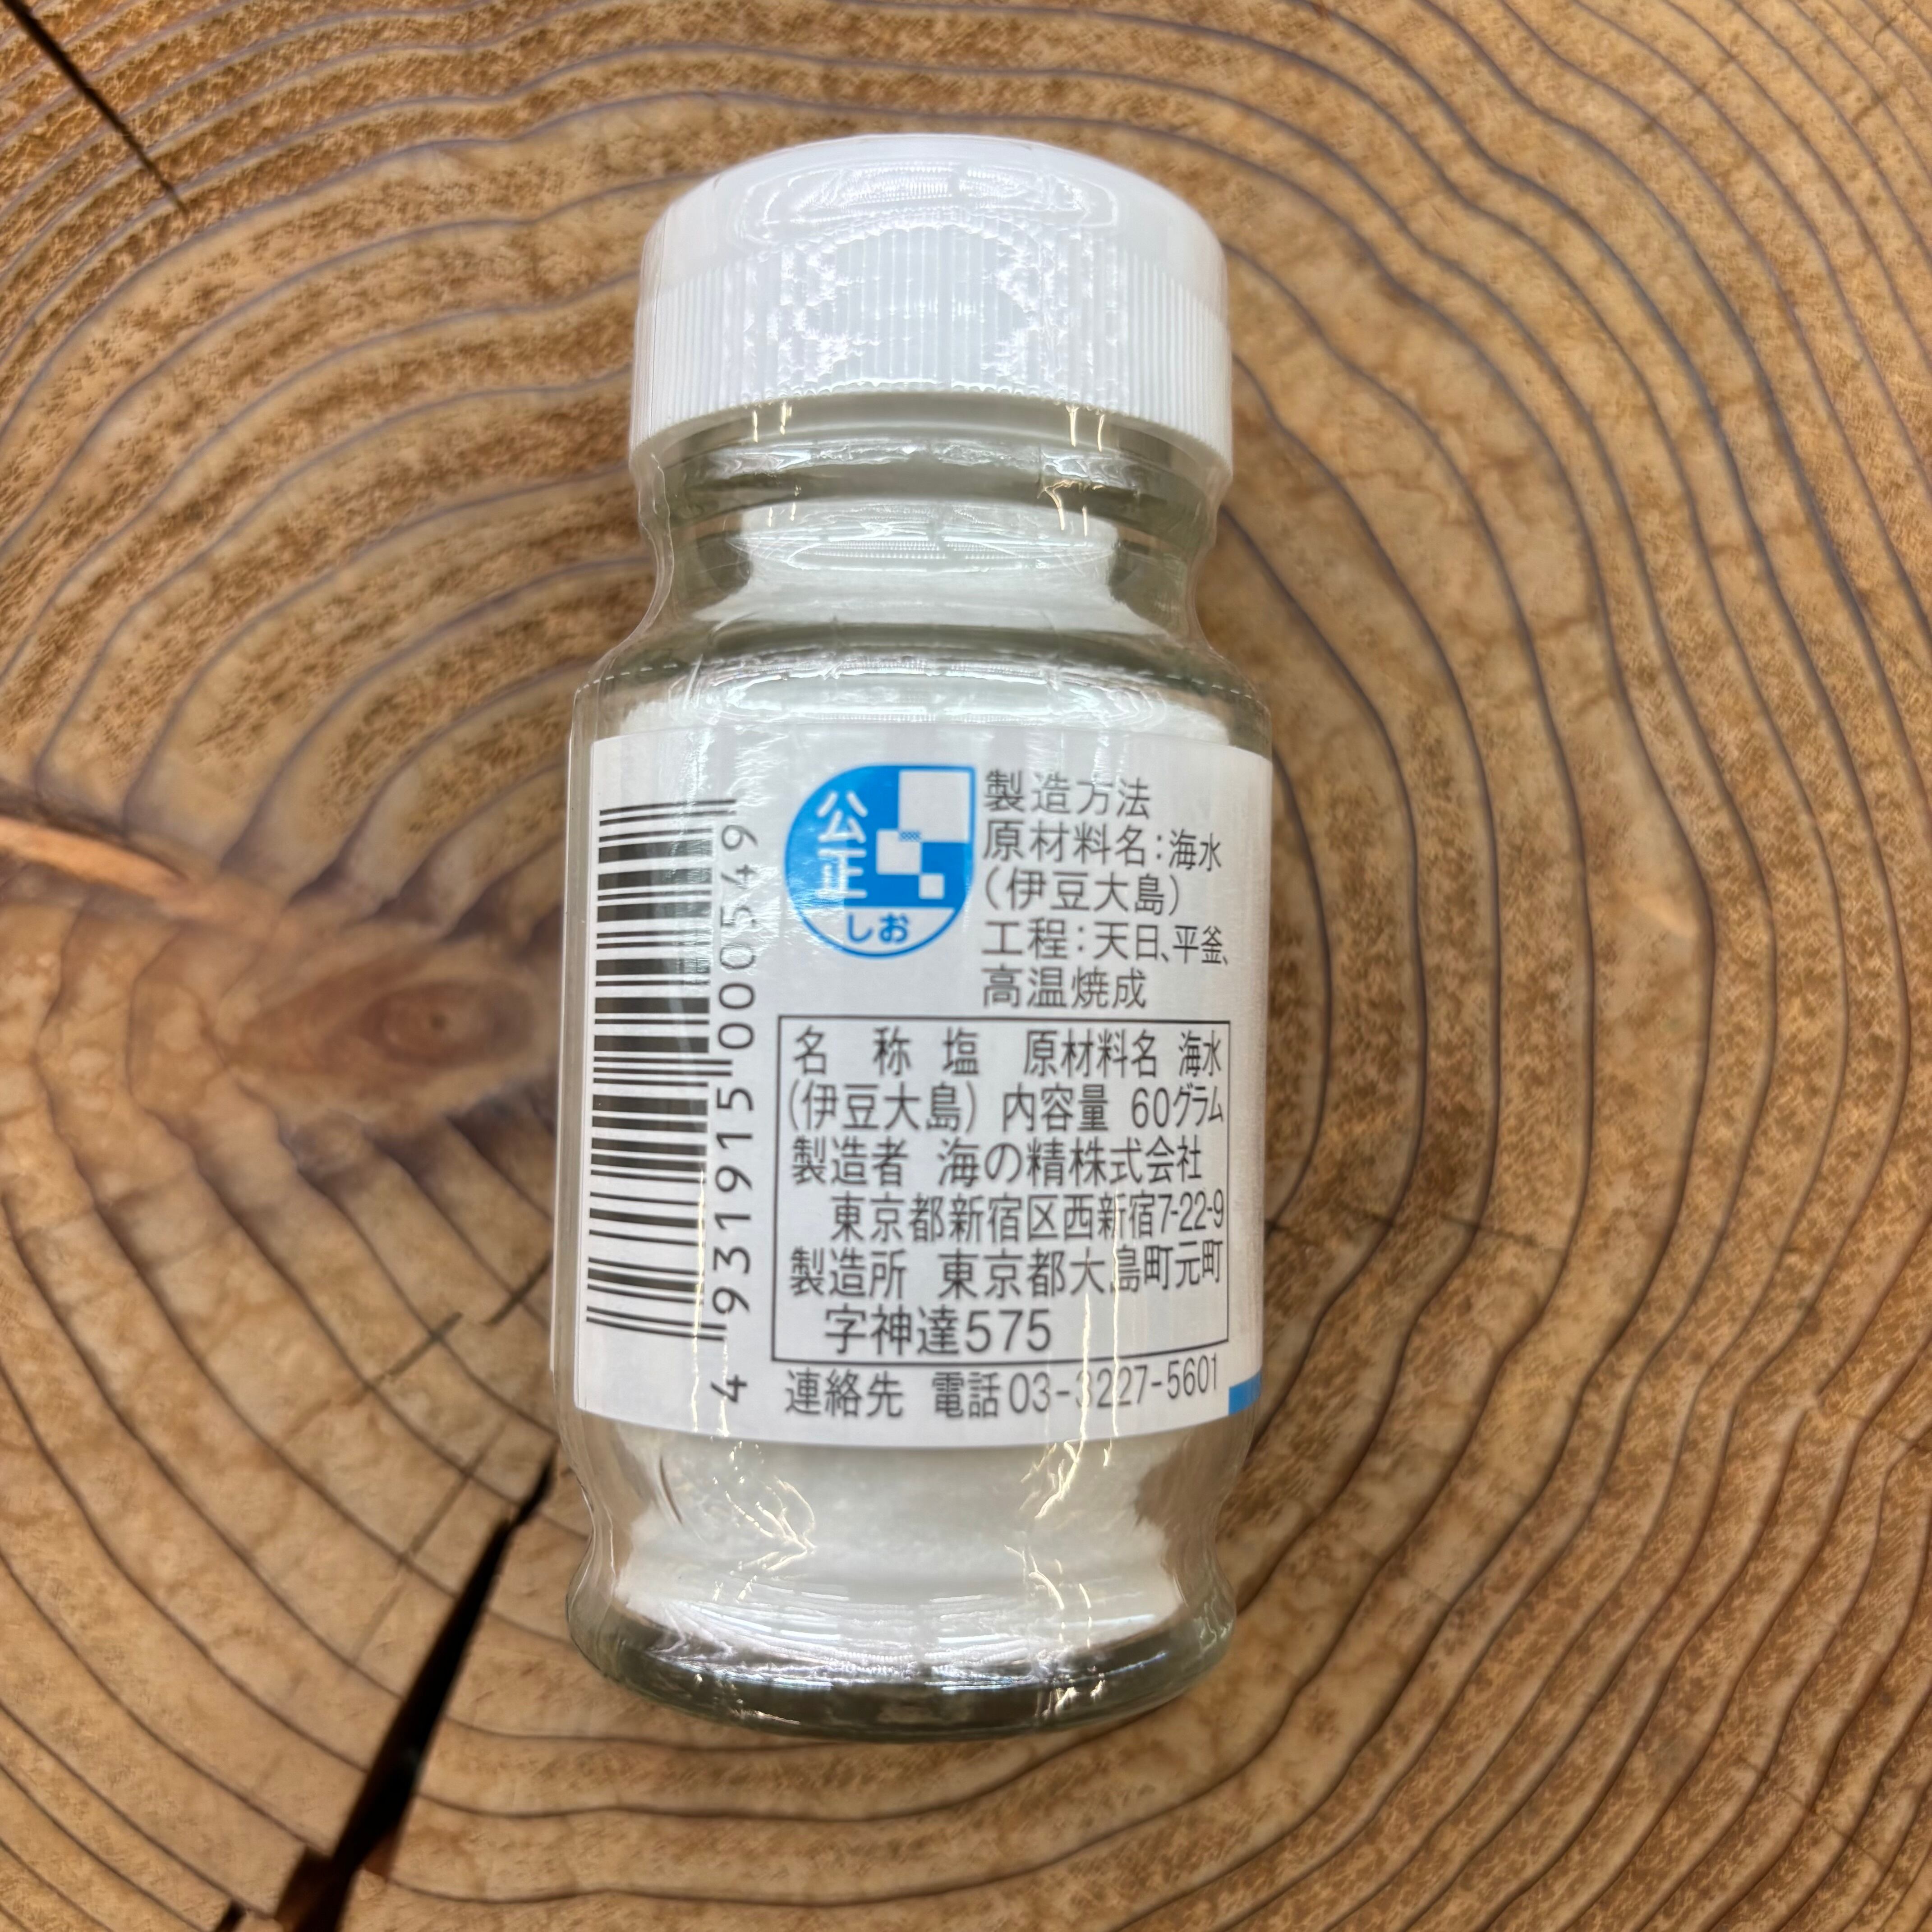 公正
しお
製造方法
原材料名:海水
(伊豆大島)
工程:天日、平釜、
高温焼成
名 称 塩 原材料名 海水
(伊豆大島) 内容量 60グラム
製造者 海の精株式会社
東京都新宿区西新宿7-22-9
製造所 東京都大島町元町
字神達575
連絡先 電話03-3227-5601
4 931915 000549